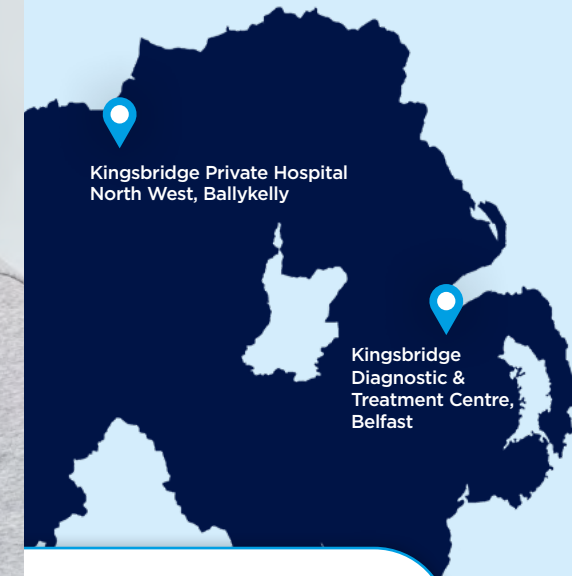 Kingsbridge Private Hospital
North West, Ballykelly
Kingsbridge
Diagnostic &
Treatment Centre,
Belfast